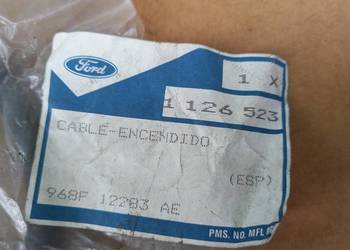 Ford
1 X
1 126 523
CABLE-ENCENDIDO
(ESP)
968F 12283 AE
PMS. NO. MFL